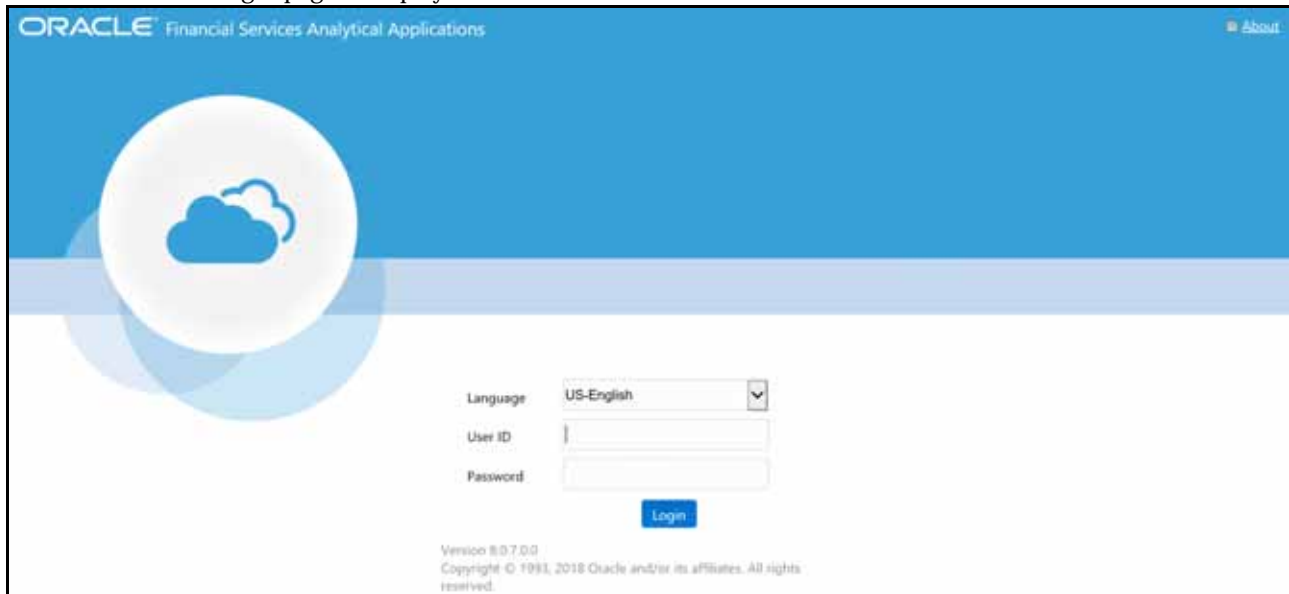 ORACLE Financial Services Analytical Applications
About
Language US-English
User ID
Password
Login
Version 8.0.7.0.0
Copyright © 1993, 2018 Oracle and/or its affiliates. All rights
reserved.